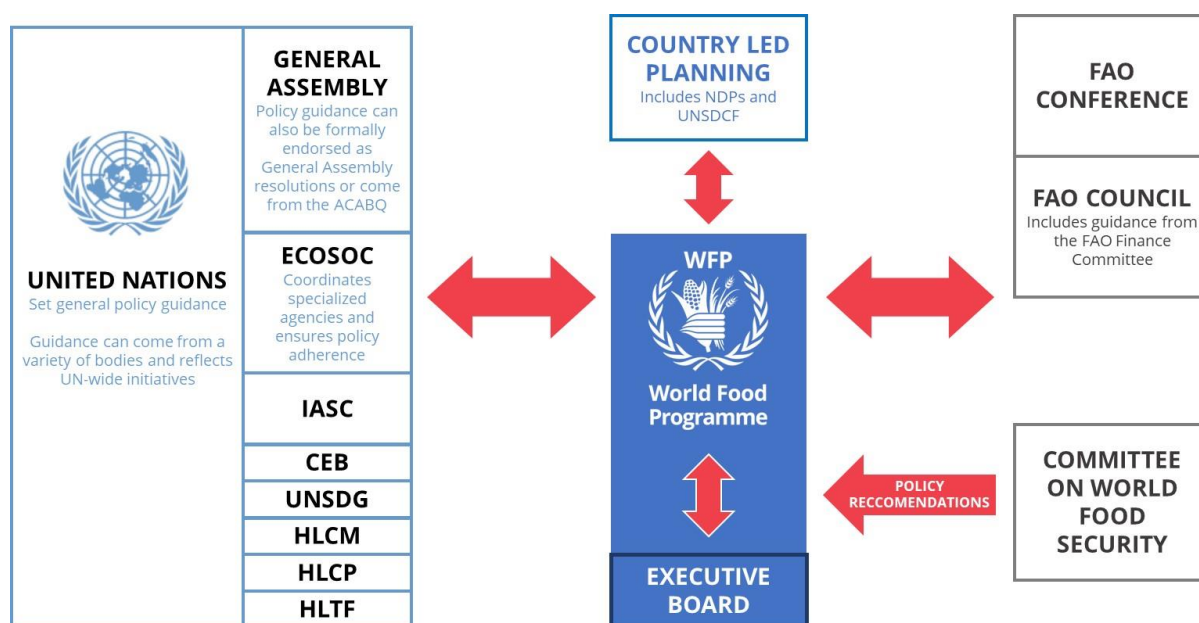 UNITED NATIONS
Set general policy guidance
Guidance can come from a
variety of bodies and reflects
UN-wide initiatives
GENERAL
ASSEMBLY
Policy guidance can
also be formally
endorsed as
General Assembly
resolutions or come
from the ACABQ
ECOSOC
Coordinates
specialized
agencies and
ensures policy
adherence
IASC
CEB
UNSDG
HLCM
HLCP
HLTF
COUNTRY LED
PLANNING
Includes NDPs and
UNSDCF
WFP
World Food
Programme
EXECUTIVE
BOARD
FAO
CONFERENCE
FAO COUNCIL
Includes guidance from
the FAO Finance
Committee
POLICY
RECCOMENDATIONS
COMMITTEE
ON WORLD
FOOD
SECURITY